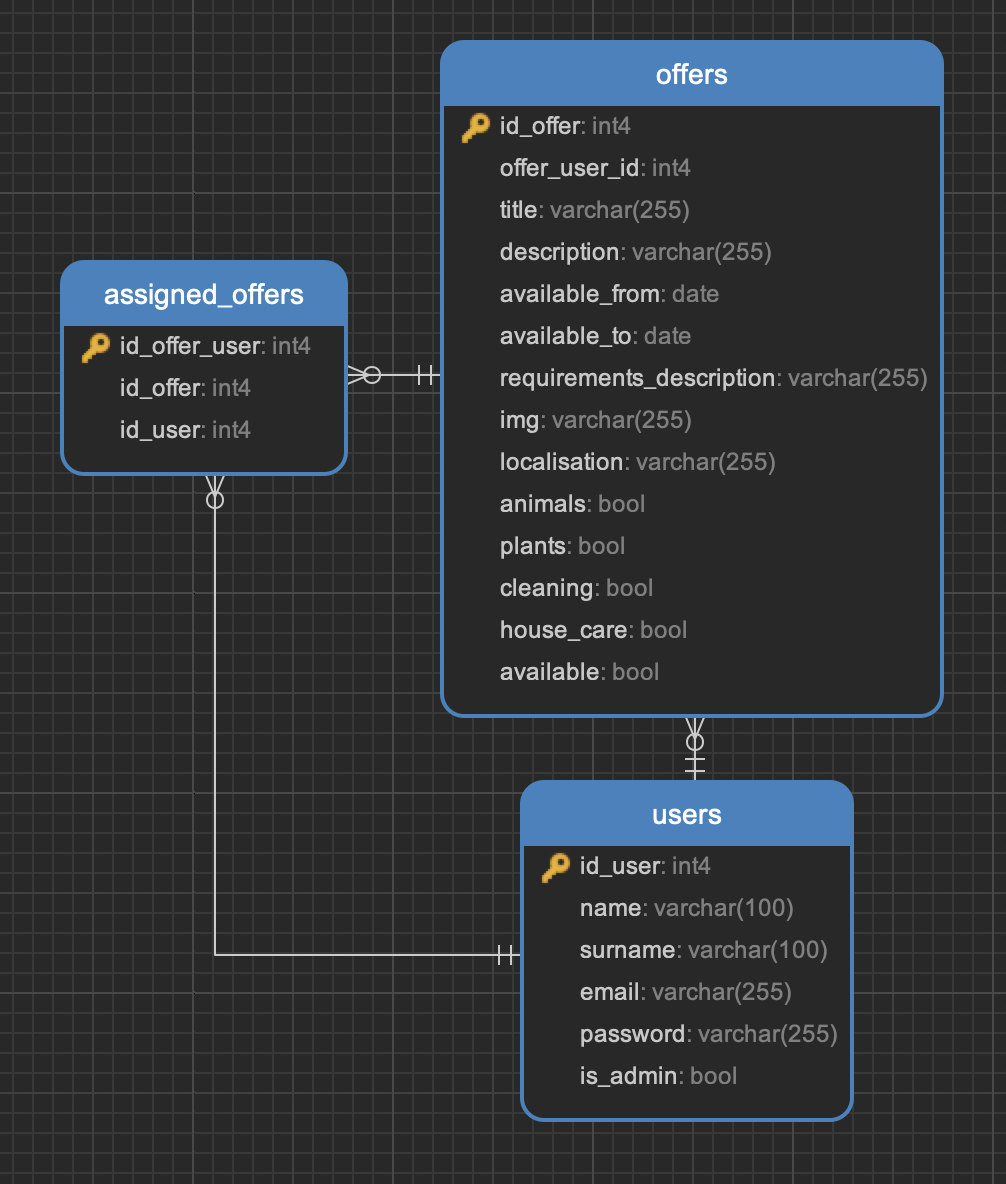 offers
id_offer: int4
offer_user_id: int4
title: varchar(255)
description: varchar(255)
available_from: date
available_to: date
requirements_description: varchar(255)
img: varchar(255)
localisation: varchar(255)
animals: bool
plants: bool
cleaning: bool
house_care: bool
available: bool
assigned_offers
id_offer_user: int4
id_offer: int4
id_user: int4
users
id_user: int4
name: varchar(100)
surname: varchar(100)
email: varchar(255)
password: varchar(255)
is_admin: bool